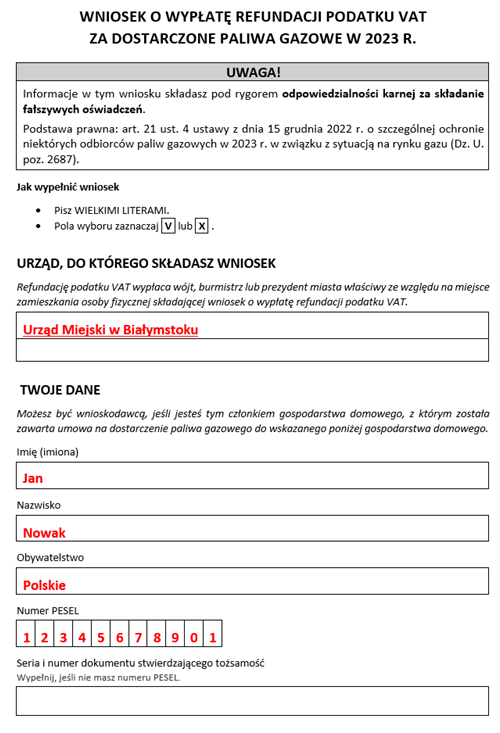 WNIOSEK O WYPŁATĘ REFUNDACJI PODATKU VAT
ZA DOSTARCZONE PALIWA GAZOWE W 2023 R.
UWAGA!
Informacje w tym wniosku składasz pod rygorem odpowiedzialności karnej za składanie
fałszywych oświadczeń.
Podstawa prawna: art. 21 ust. 4 ustawy z dnia 15 grudnia 2022 r. o szczególnej ochronie
niektórych odbiorców paliw gazowych w 2023 r. w związku z sytuacją na rynku gazu (Dz. U.
poz. 2687).
Jak wypełnić wniosek
• Pisz WIELKIMI LITERAMI.
• Pola wyboru zaznaczaj V lub X .
URZĄD, DO KTÓREGO SKŁADASZ WNIOSEK
Refundację podatku VAT wypłaca wójt, burmistrz lub prezydent miasta właściwy ze względu na miejsce
zamieszkania osoby fizycznej składającej wniosek o wypłatę refundacji podatku VAT.
Urząd Miejski w Białymstoku
TWOJE DANE
Możesz być wnioskodawcą, jeśli jesteś tym członkiem gospodarstwa domowego, z którym została
zawarta umowa na dostarczenie paliwa gazowego do wskazanego poniżej gospodarstwa domowego.
Imię (imiona)
Jan
Nazwisko
Nowak
Obywatelstwo
Polskie
Numer PESEL
1 2 3 4 5 6 7 8 9 0 1
Seria i numer dokumentu stwierdzającego tożsamość
Wypełnij, jeśli nie masz numeru PESEL.